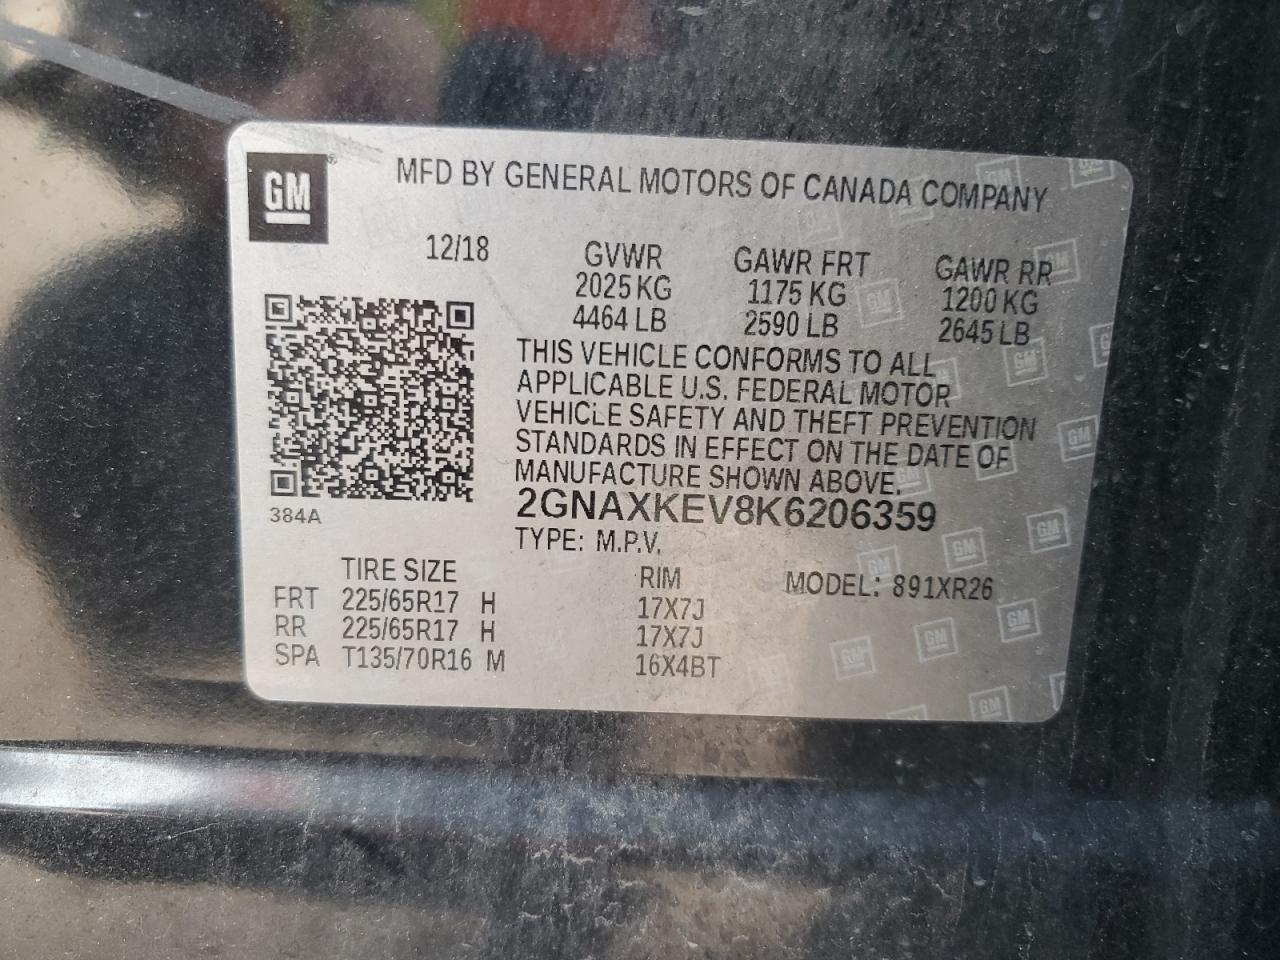 GM
MFD BY GENERAL MOTORS OF CANADA COMPANY
12/18 GVWR GAWR FRT GAWR RR
2025 KG 1175 KG 1200 KG
4464 LB 2590 LB 2645 LB
THIS VEHICLE CONFORMS TO ALL
APPLICABLE U.S. FEDERAL MOTOR
VEHICLE SAFETY AND THEFT PREVENTION
STANDARDS IN EFFECT ON THE DATE OF
MANUFACTURE SHOWN ABOVE.
2GNAXKEV8K6206359
384A
TYPE: M.P.V.
TIRE SIZE RIM MODEL: 891XR26
FRT 225/65R17 H 17X7J
RR 225/65R17 H 17X7J
SPA T135/70R16 M 16X4BT